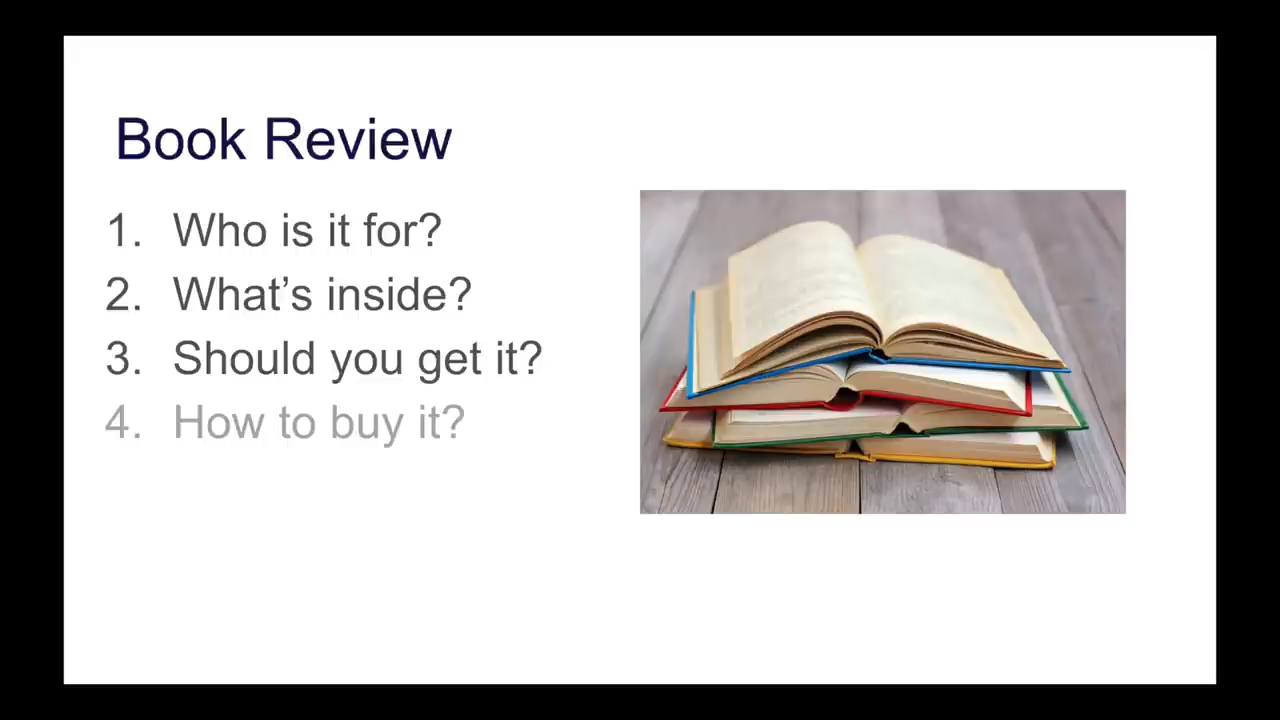 Book Review
1. Who is it for?
2. What's inside?
3. Should you get it?
4. How to buy it?